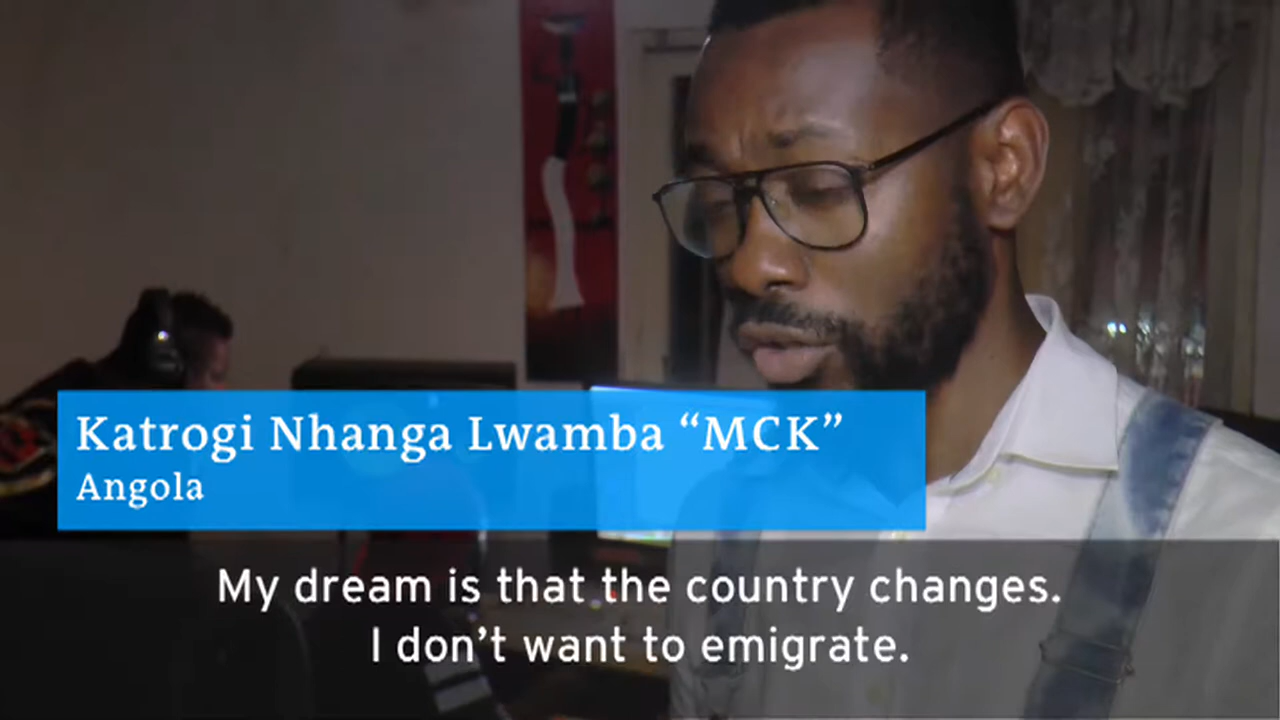 Katrogi Nhanga Lwamba “MCK”
Angola
My dream is that the country changes.
I don’t want to emigrate.